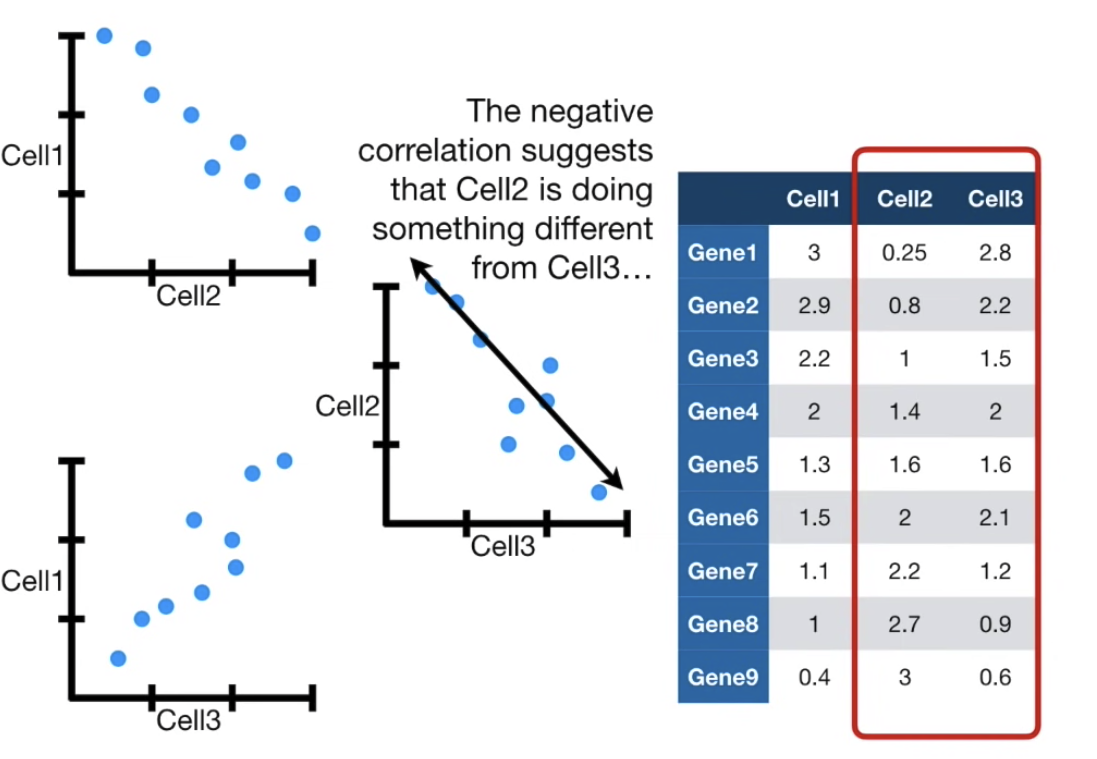 Cell1
Cell2
The negative
correlation suggests
that Cell2 is doing
something different
from Cell3...
Cell2
Cell3
Cell1
Cell3
Cell1 Cell2 Cell3
Gene1 3 0.25 2.8
Gene2 2.9 0.8 2.2
Gene3 2.2 1 1.5
Gene4 2 1.4 2
Gene5 1.3 1.6 1.6
Gene6 1.5 2 2.1
Gene7 1.1 2.2 1.2
Gene8 1 2.7 0.9
Gene9 0.4 3 0.6